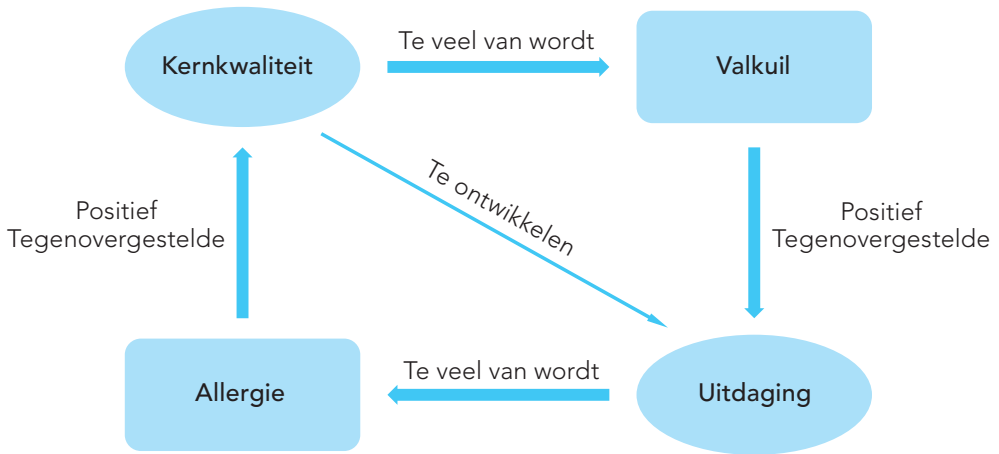 Te veel van wordt
Kernkwaliteit
Valkuil
Te ontwikkelen
Positief
Tegenovergestelde
Positief
Tegenovergestelde
Te veel van wordt
Allergie
Uitdaging